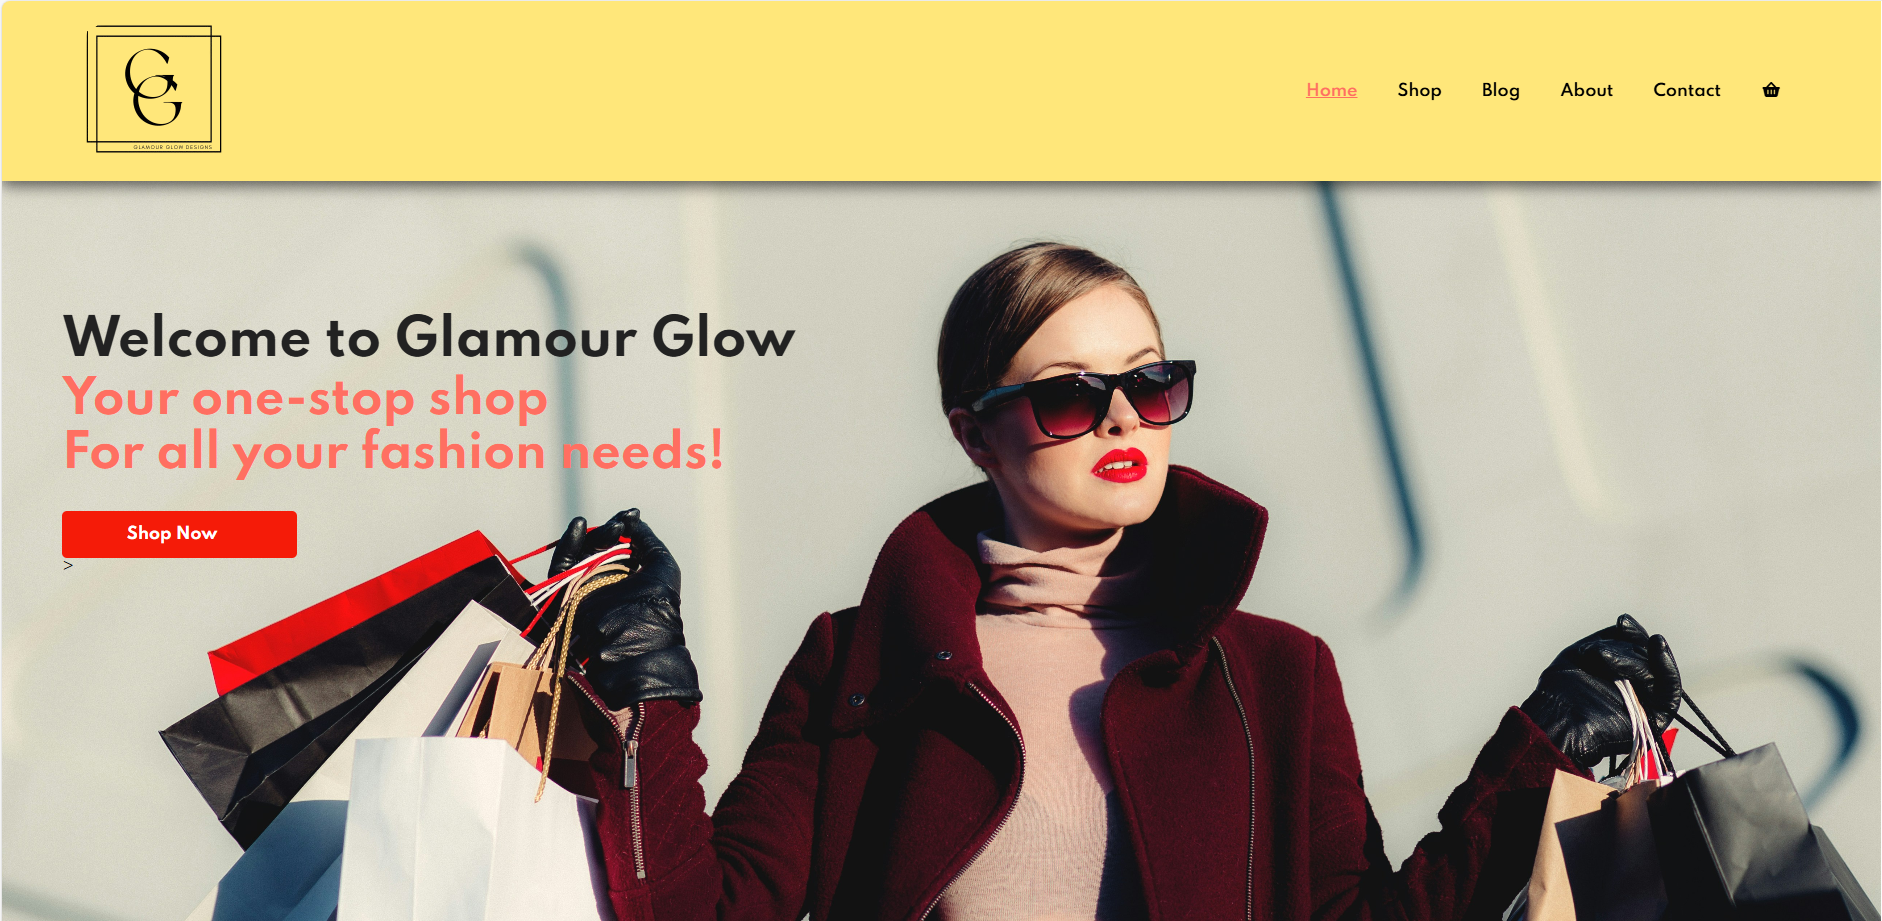 GG
GLAMOUR GLOW DESIGNS
Home Shop Blog About Contact
Welcome to Glamour Glow
Your one-stop shop
For all your fashion needs!
Shop Now
>